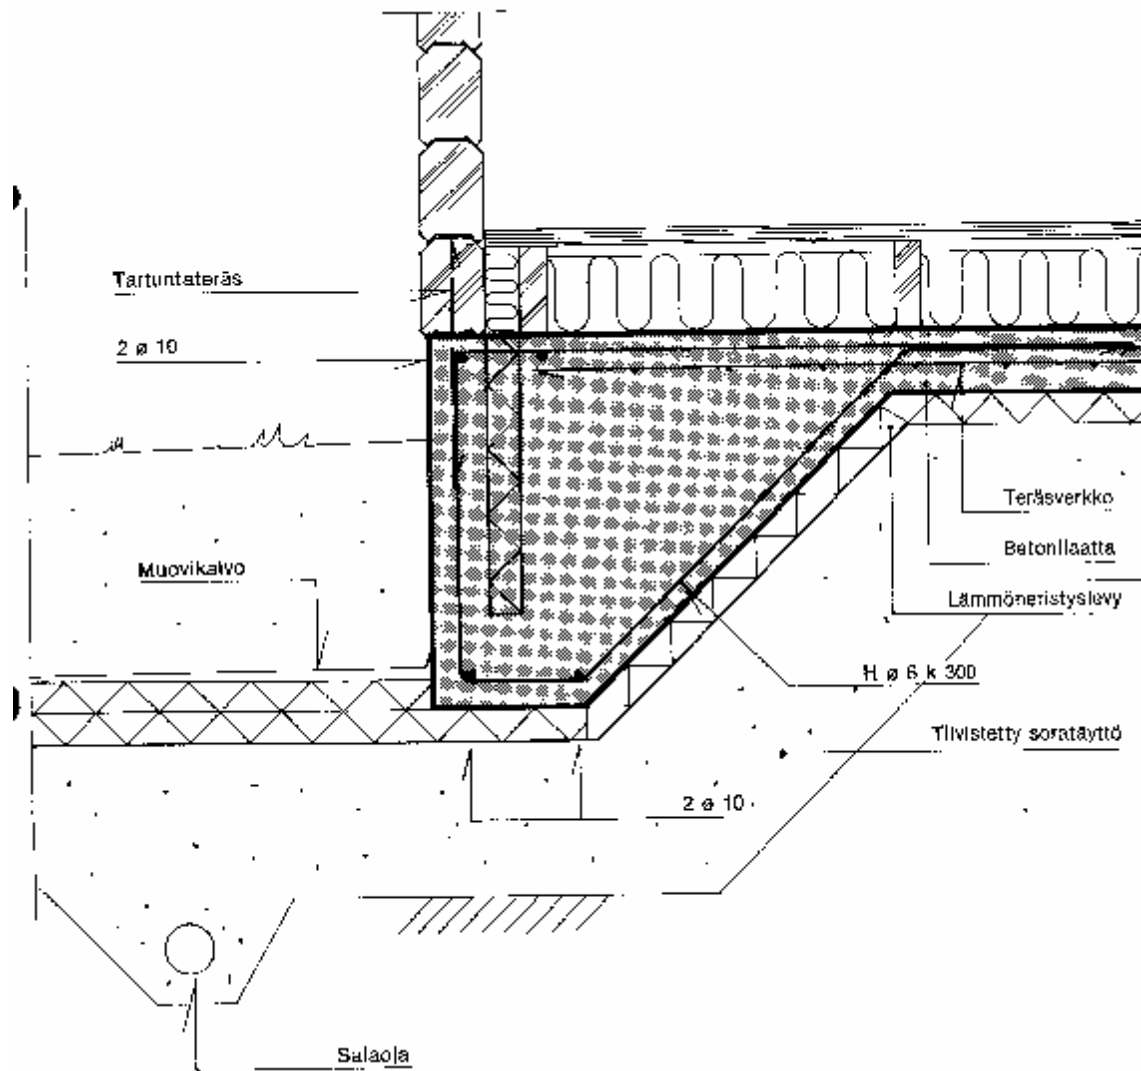 Tartuntateräs
2 ø 10
Teräsverkko
Betonilaatta
Muovikalvo
Lämmöneristyslevy
H ø 6 k 300
Tiivistetty soratäyttö
2 ø 10
Salaoja